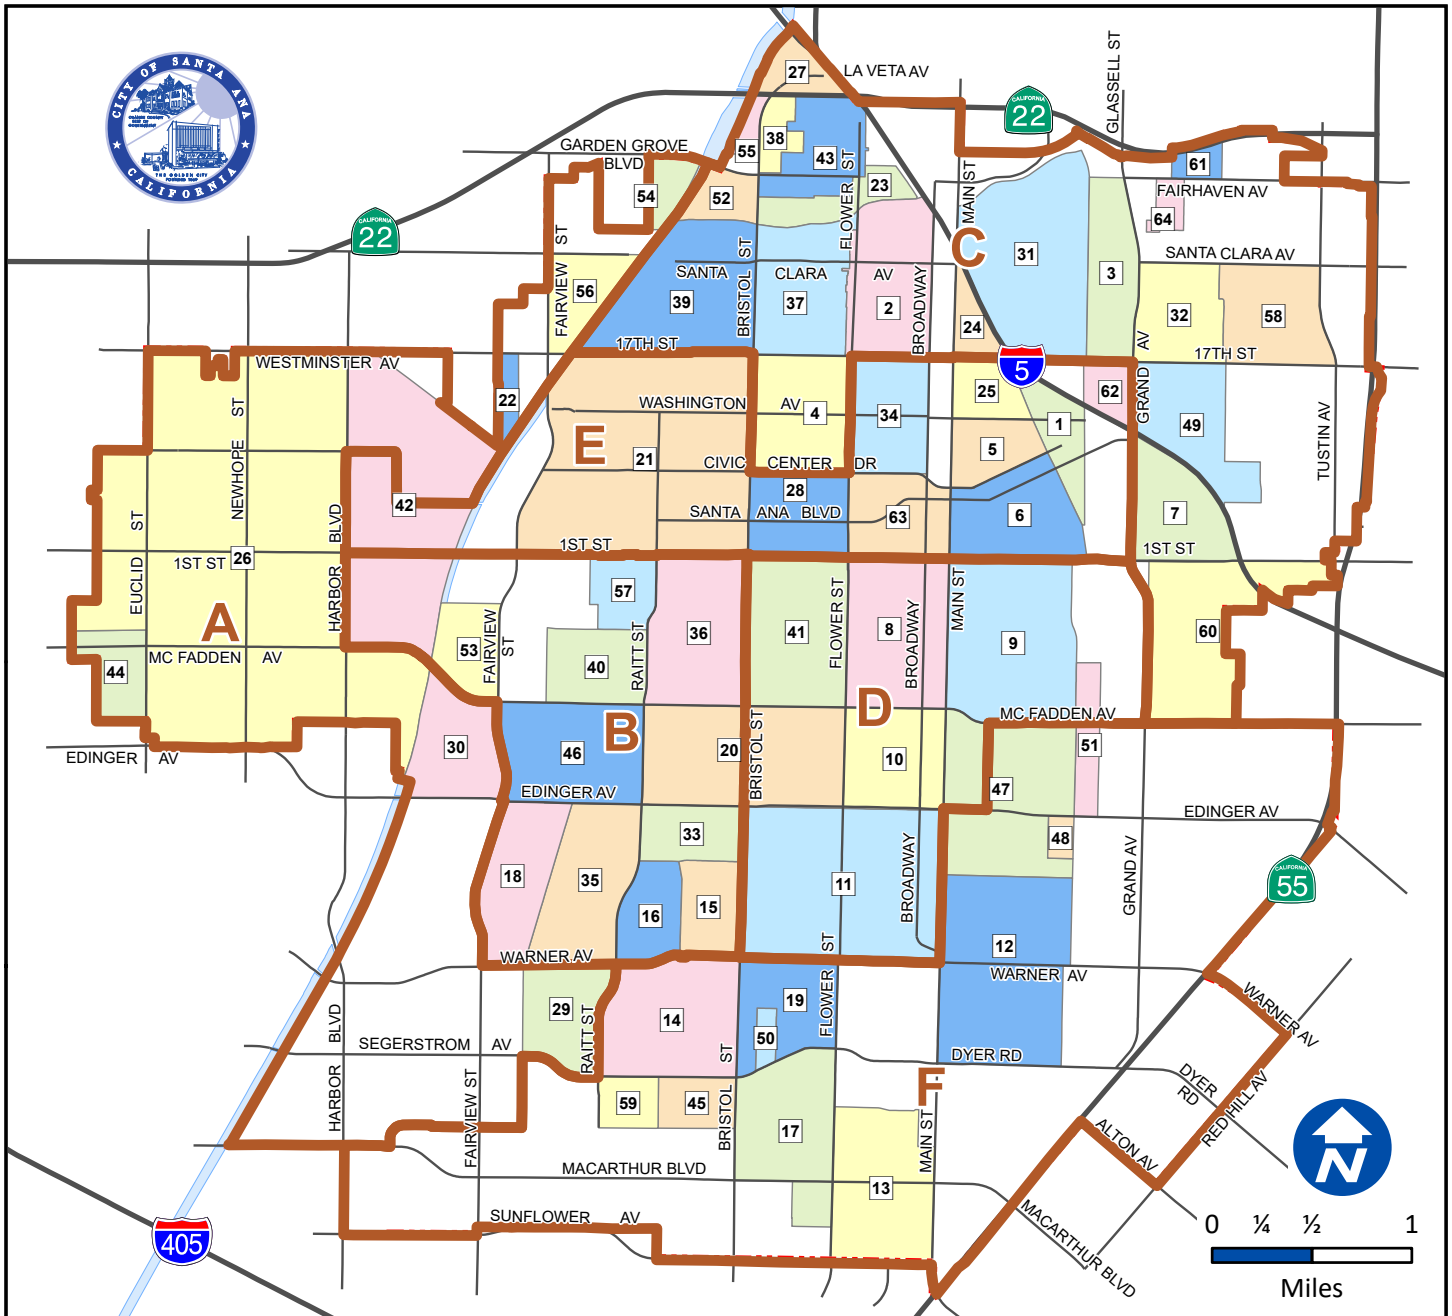 CITY OF SANTA ANA
CALIFORNIA
THE GOLDEN CITY
27
LA VETA AV
GLASSELL ST
CALIFORNIA
22
GARDEN GROVE
BLVD
55
38
43
FLOWER ST
23
MAIN ST
61
FAIRHAVEN AV
54
52
64
CALIFORNIA
22
FAIRVIEW ST
BRISTOL ST
C
31
SANTA CLARA AV
SANTA CLARA AV
3
56
39
37
2
BROADWAY
24
32
58
17TH ST
17TH ST
GRAND AV
5
WESTMINSTER AV
22
WASHINGTON AV
4
34
25
62
1
49
NEWHOPE ST
E
21
CIVIC CENTER DR
5
TUSTIN AV
42
28
SANTA ANA BLVD
63
6
7
EUCLID ST
HARBOR BLVD
1ST ST
26
1ST ST
1ST ST
57
A
53
FAIRVIEW ST
40
RAITT ST
36
41
FLOWER ST
8
BROADWAY
MAIN ST
9
60
MC FADDEN AV
44
HARBOR
B
D
MC FADDEN AV
30
46
20
BRISTOL ST
10
51
EDINGER AV
EDINGER AV
47
EDINGER AV
33
48
18
35
16
15
11
BROADWAY
GRAND AV
CALIFORNIA
55
FLOWER ST
12
WARNER AV
WARNER AV
WARNER AV
29
RAITT ST
14
19
50
HARBOR BLVD
SEGERSTROM AV
DYER RD
DYER RD
RED HILL AV
HARBOR
FAIRVIEW ST
59
45
BRISTOL ST
17
F
MAIN ST
ALTON AV
MACARTHUR BLVD
13
N
SUNFLOWER AV
MACARTHUR BLVD
405
0 ¼ ½ 1
Miles